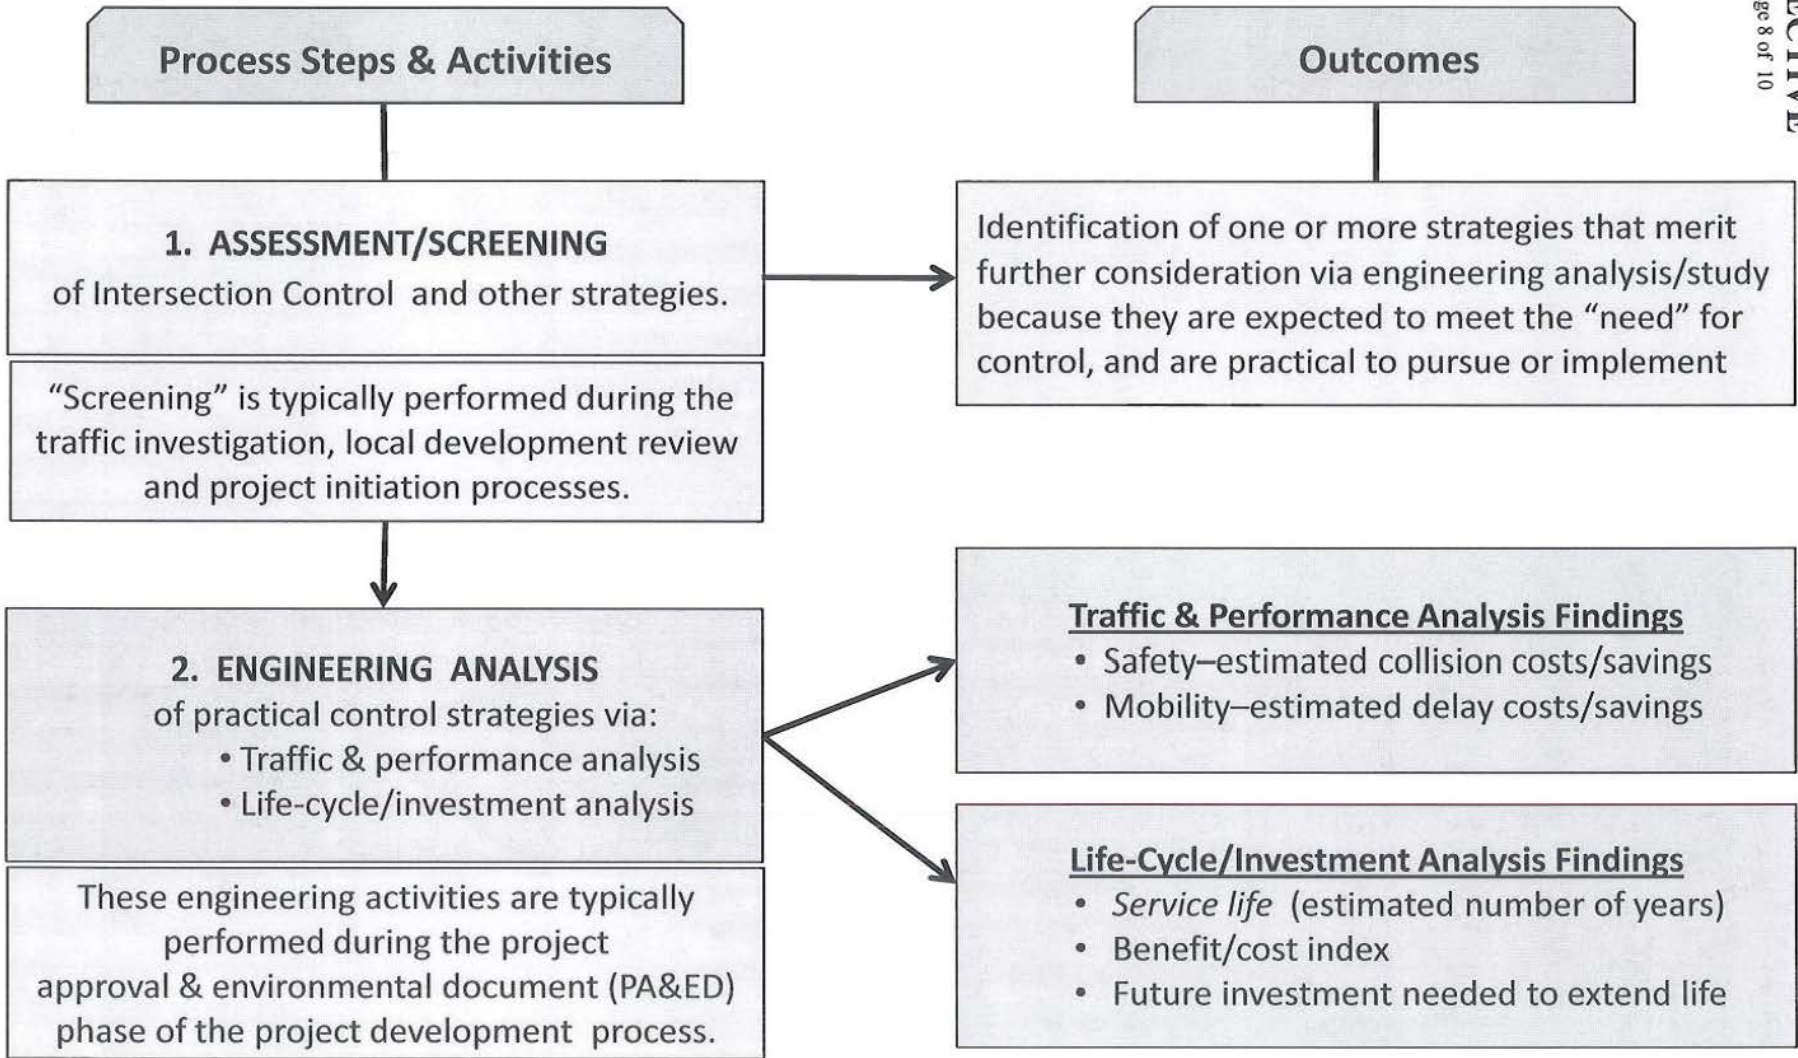 Process Steps & Activities
Outcomes
1. ASSESSMENT/SCREENING
of Intersection Control and other strategies.
Identification of one or more strategies that merit
further consideration via engineering analysis/study
because they are expected to meet the “need” for
control, and are practical to pursue or implement
“Screening” is typically performed during the
traffic investigation, local development review
and project initiation processes.
2. ENGINEERING ANALYSIS
of practical control strategies via:
• Traffic & performance analysis
• Life-cycle/investment analysis
Traffic & Performance Analysis Findings
• Safety–estimated collision costs/savings
• Mobility–estimated delay costs/savings
These engineering activities are typically
performed during the project
approval & environmental document (PA&ED)
phase of the project development process.
Life-Cycle/Investment Analysis Findings
• Service life (estimated number of years)
• Benefit/cost index
• Future investment needed to extend life
8 of 10